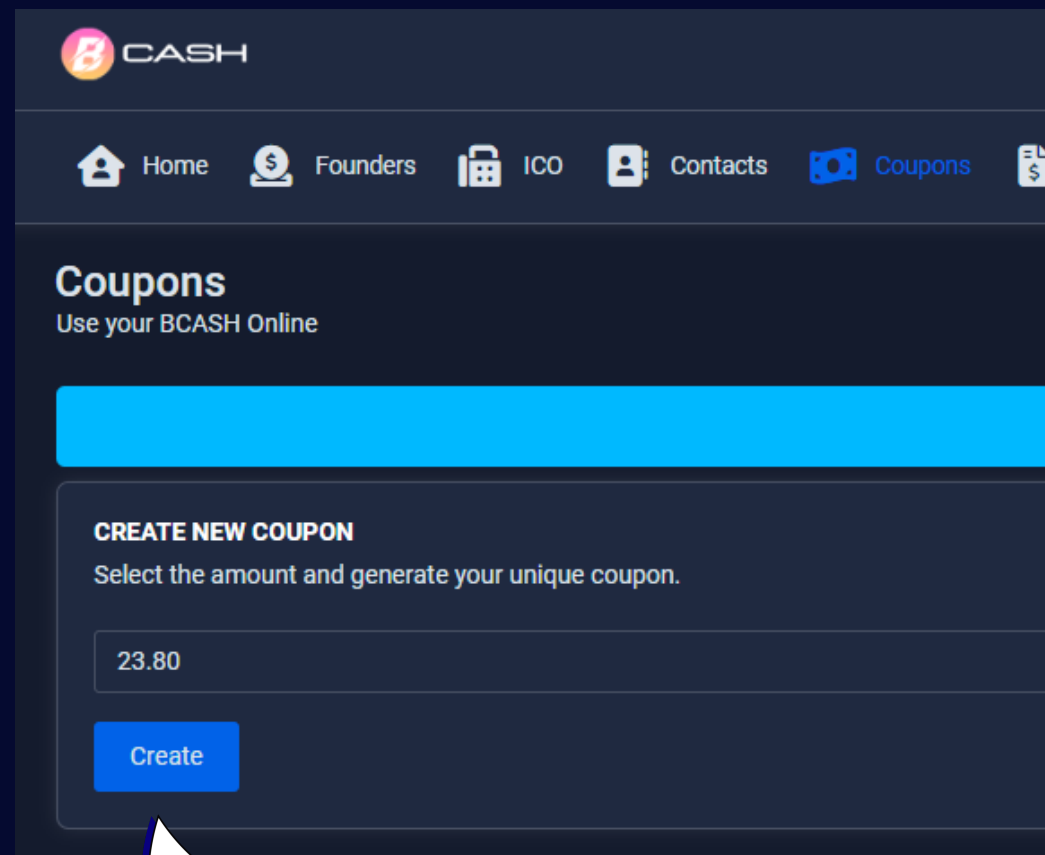 CASH
Home Founders ICO Contacts Coupons
Coupons
Use your BCASH Online
CREATE NEW COUPON
Select the amount and generate your unique coupon.
23.80
Create